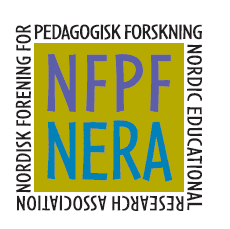 NORDISK FORENING FOR
PEDAGOGISK FORSKNING
NORDIC EDUCATIONAL
RESEARCH ASSOCIATION
NFPF
NERA